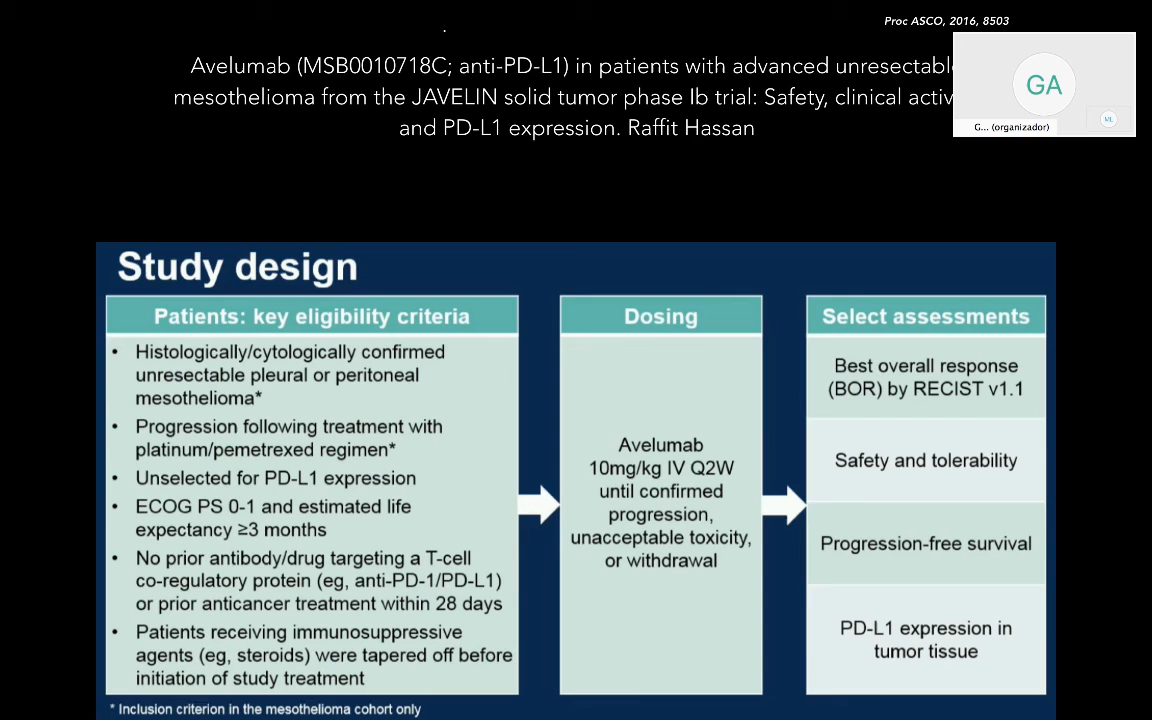 Proc ASCO, 2016, 8503
Avelumab (MSB0010718C; anti-PD-L1) in patients with advanced
mesothelioma from the JAVELIN solid tumor phase Ib trial: Safety, clinical
and PD-L1 expression. Raffit Hassan
GA
G... (organizador)
ML
Study design
Patients: key eligibility criteria
• Histologically/cytologically confirmed
unresectable pleural or peritoneal
mesothelioma*
• Progression following treatment with
platinum/pemetrexed regimen*
• Unselected for PD-L1 expression
• ECOG PS 0-1 and estimated life
expectancy ≥3 months
• No prior antibody/drug targeting a T-cell
co-regulatory protein (eg, anti-PD-1/PD-L1)
or prior anticancer treatment within 28 days
• Patients receiving immunosuppressive
agents (eg, steroids) were tapered off before
initiation of study treatment
Dosing
Avelumab
10mg/kg IV Q2W
until confirmed
progression,
unacceptable toxicity,
or withdrawal
Select assessments
Best overall response
(BOR) by RECIST v1.1
Safety and tolerability
Progression-free survival
PD-L1 expression in
tumor tissue
* Inclusion criterion in the mesothelioma cohort only